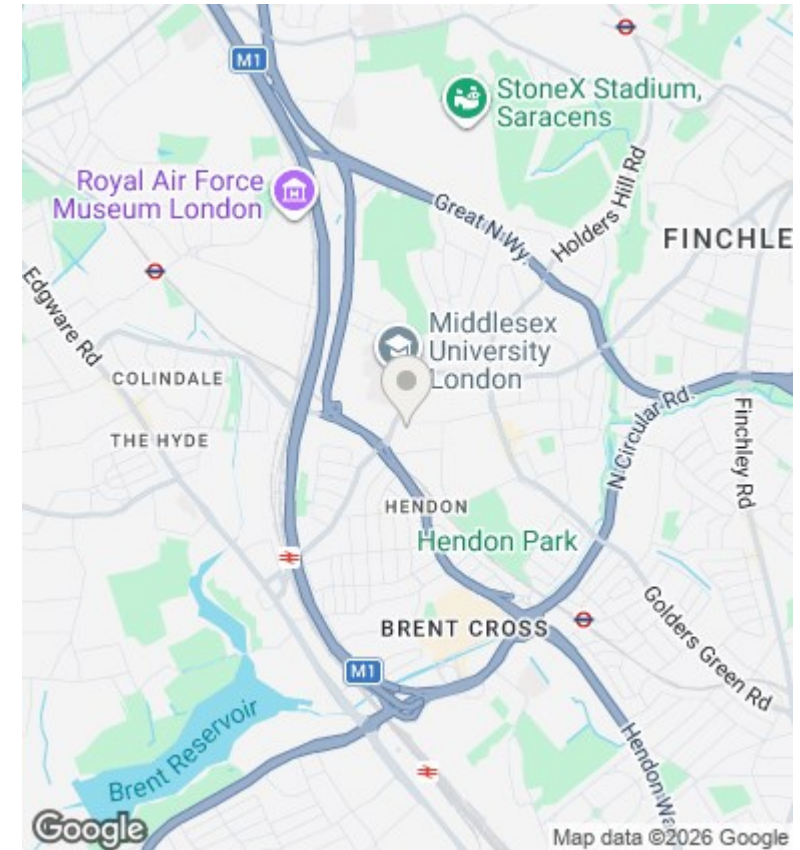 M1
StoneX Stadium,
Saracens
Royal Air Force
Museum London
Holders Hill Rd
Great N Wy.
FINCHLE
Edgware Rd
Middlesex
University
London
COLINDALE
THE HYDE
N Circular Rd.
Finchley Rd
HENDON
Hendon Park
BRENT CROSS
Golders Green Rd
M1
Brent Reservoir
Hendon Wa
Google
Map data ©2026 Google